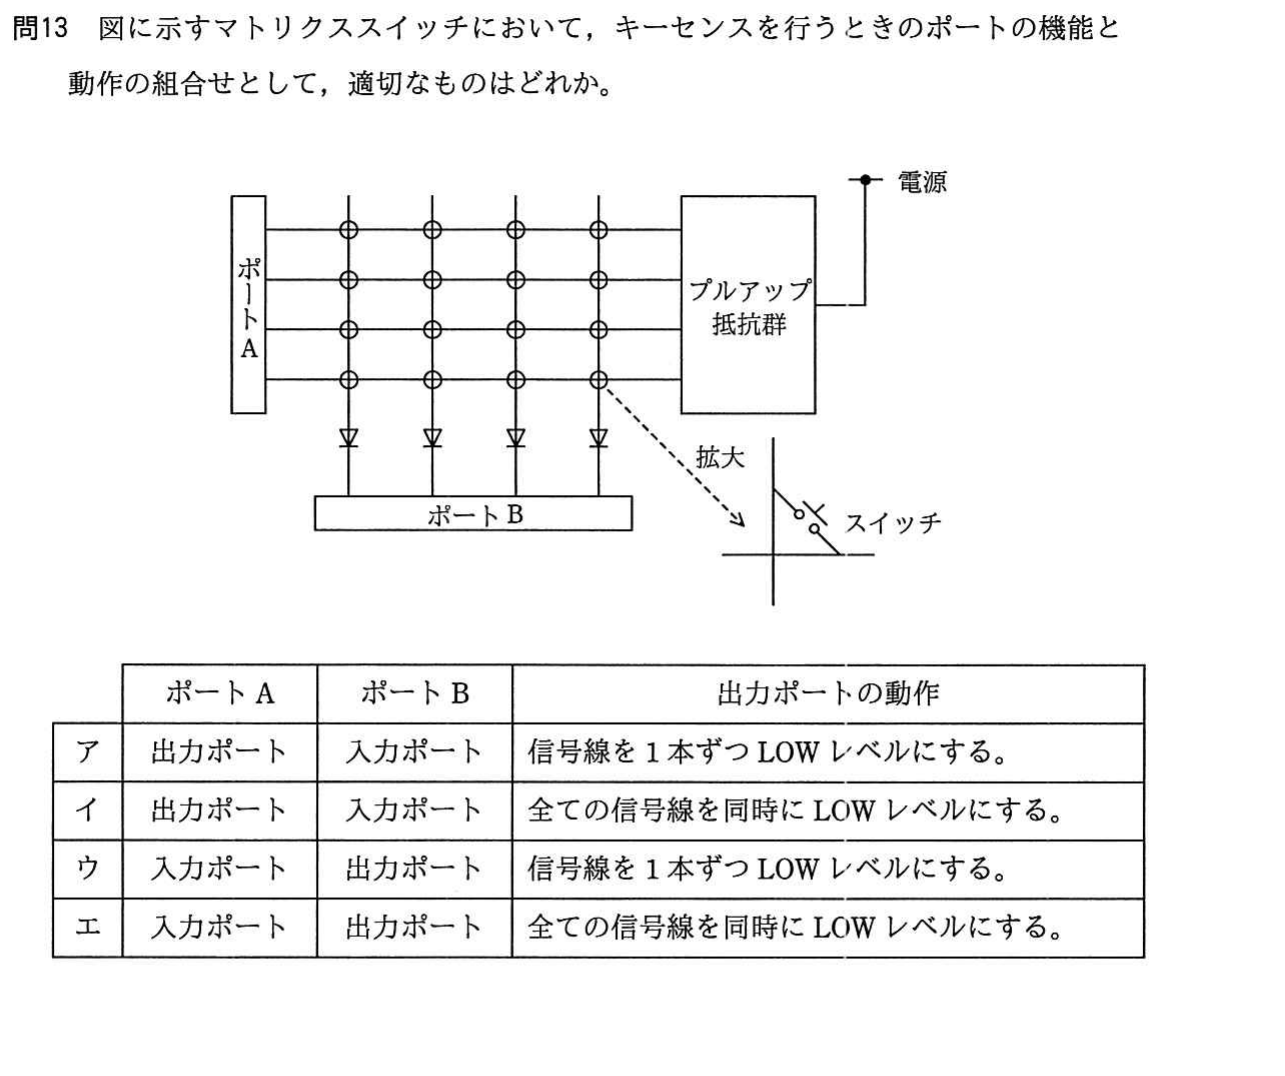 問13 図に示すマトリクススイッチにおいて，キーセンスを行うときのポートの機能と
動作の組合せとして，適切なものはどれか。
電源
ポートA
プルアップ
抵抗群
拡大
ポートB
スイッチ
ポートA ポートB 出力ポートの動作
ア 出力ポート 入力ポート 信号線を1本ずつLOWレベルにする。
イ 出力ポート 入力ポート 全ての信号線を同時にLOWレベルにする。
ウ 入力ポート 出力ポート 信号線を1本ずつLOWレベルにする。
エ 入力ポート 出力ポート 全ての信号線を同時にLOWレベルにする。